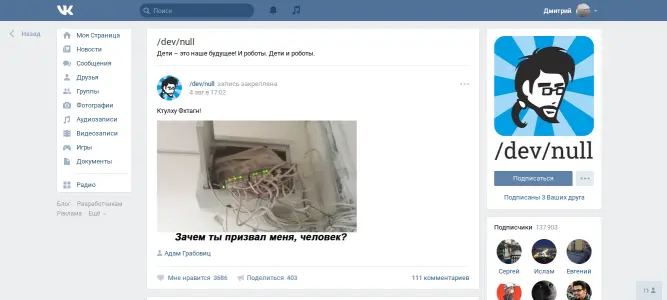 Поиск
Дмитрий
Назад
Моя Страница
Новости
Сообщения
Друзья
Группы
Фотографии
Аудиозаписи
Видеозаписи
Игры
Документы
Радио
Блог Разработчикам
Реклама Ещё
/dev/null
Дети – это наше будущее! И роботы. Дети и роботы.
/dev/null запись закреплена
4 авг в 17:02
Ктулху Фхтагн!
Зачем ты призвал меня, человек?
Адам Грабовиц
Мне нравится 3686 Поделиться 403 111 комментариев
/dev/null
Подписаться
Подписаны 3 Ваших друга
Подписчики 137 903
Сергей Ислам Евгений